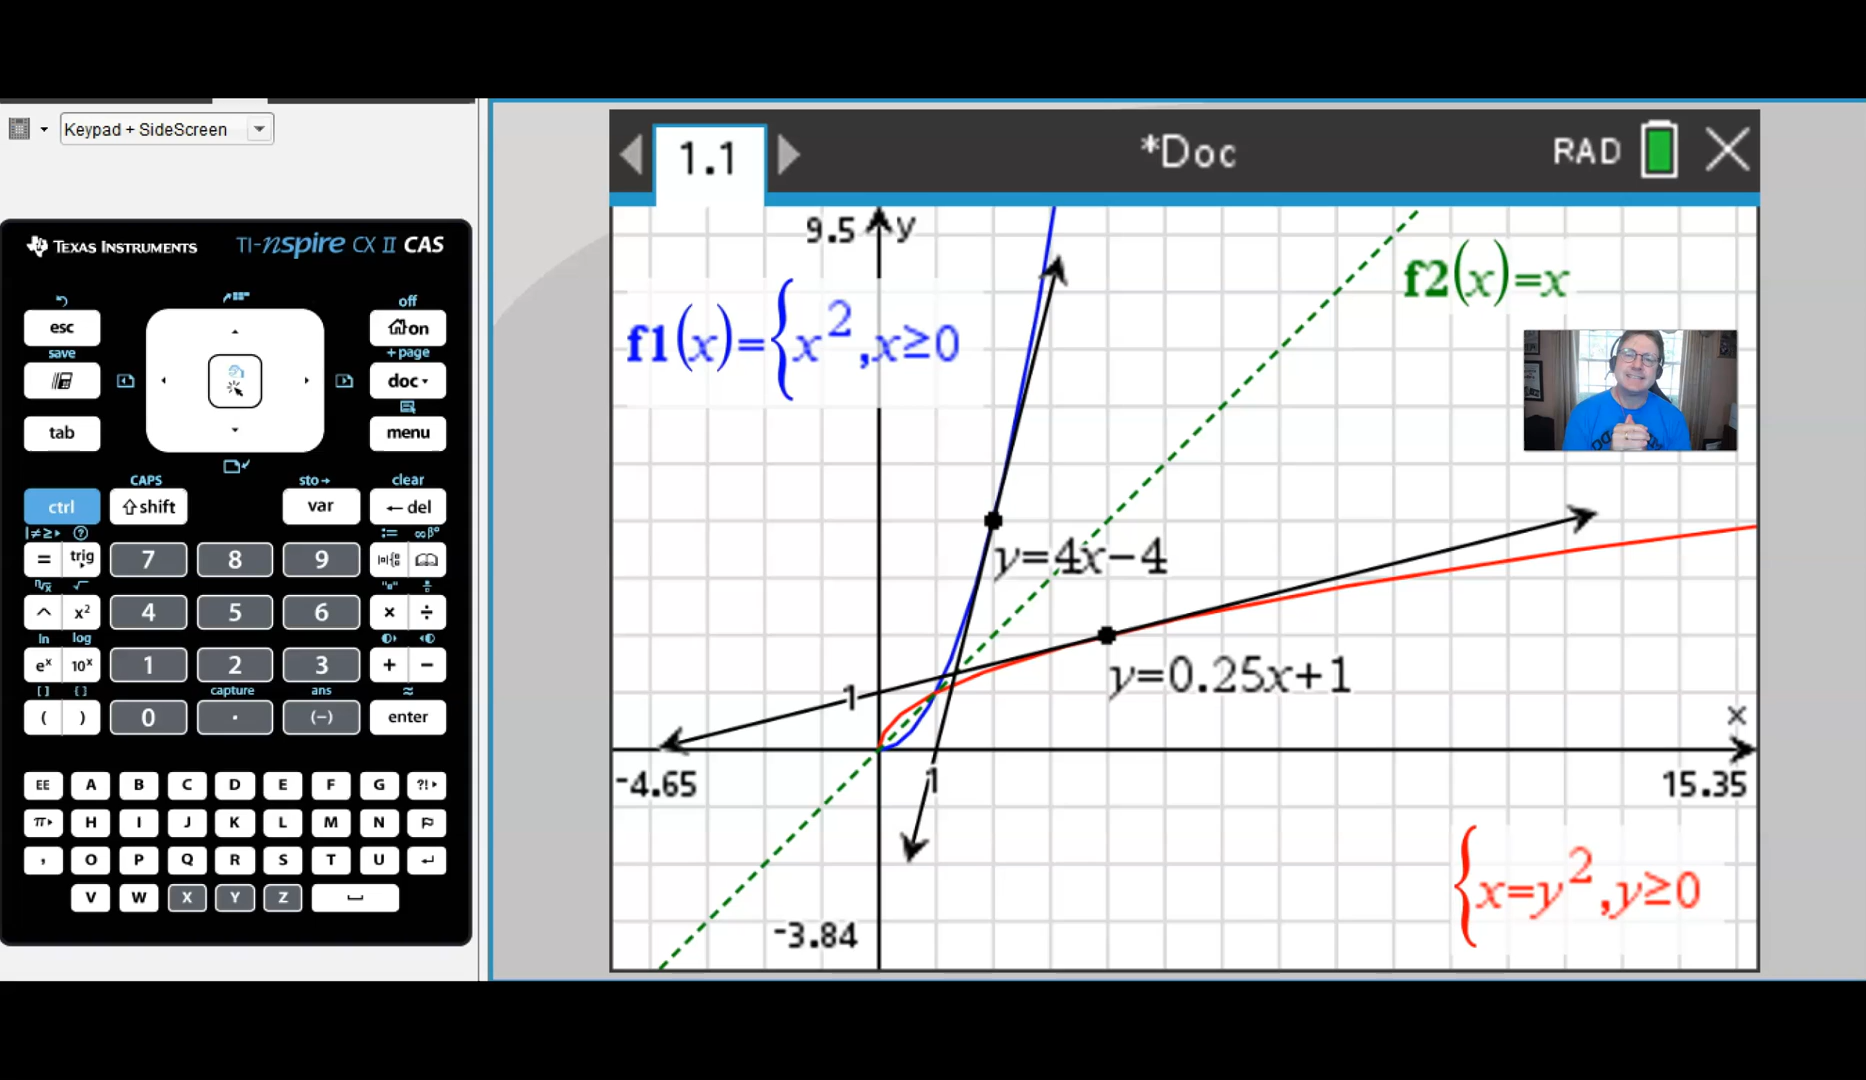 Keypad + SideScreen
1.1
*Doc
RAD
9.5
y
f1(x)={x²,x≥0
f2(x)=x
y=4x−4
y=0.25x+1
1
1
x
-4.65
15.35
-3.84
{x=y²,y≥0
TEXAS INSTRUMENTS
TI-nspire CX II CAS
off
esc
on
save
+page
doc
tab
menu
CAPS
sto→
clear
ctrl
⇧shift
var
←del
|≠≥▸
:=
∞β°
=
trig
7
8
9
ⁿ√x
√
^
x²
4
5
6
×
÷
ln
log
eˣ
10ˣ
1
2
3
+
−
[ ]
{ }
capture
ans
≈
(
)
0
.
(−)
enter
EE
A
B
C
D
E
F
G
?!▸
π▸
H
I
J
K
L
M
N
,
O
P
Q
R
S
T
U
↵
V
W
X
Y
Z